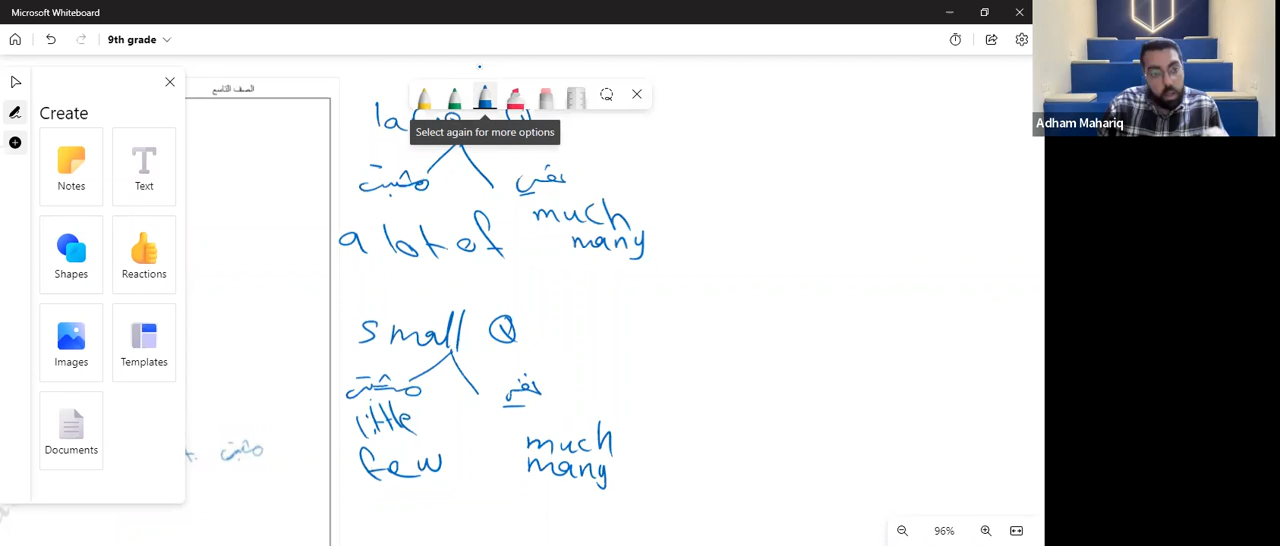 Microsoft Whiteboard
9th grade
Adham Mahariq
الصف التاسع
Create
Notes
Text
Shapes
Reactions
Images
Templates
Documents
Select again for more options
مثبت
نفي
a lot of
much
many
small Q
مثبت
نفي
little
few
much
many
مثبت
96%